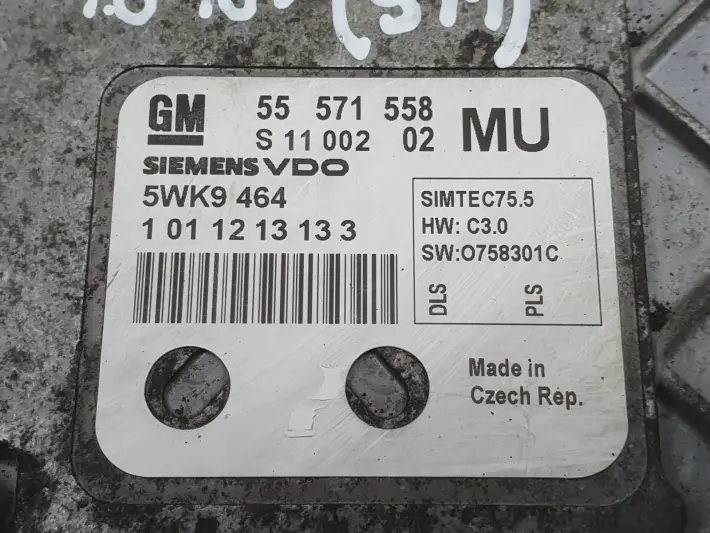 (5M)
GM 55 571 558
S 11 002 02 MU
SIEMENS VDO
5WK9 464
1 01 12 13 13 3
SIMTEC75.5
HW: C3.0
SW:O758301C
DLS PLS
Made in
Czech Rep.